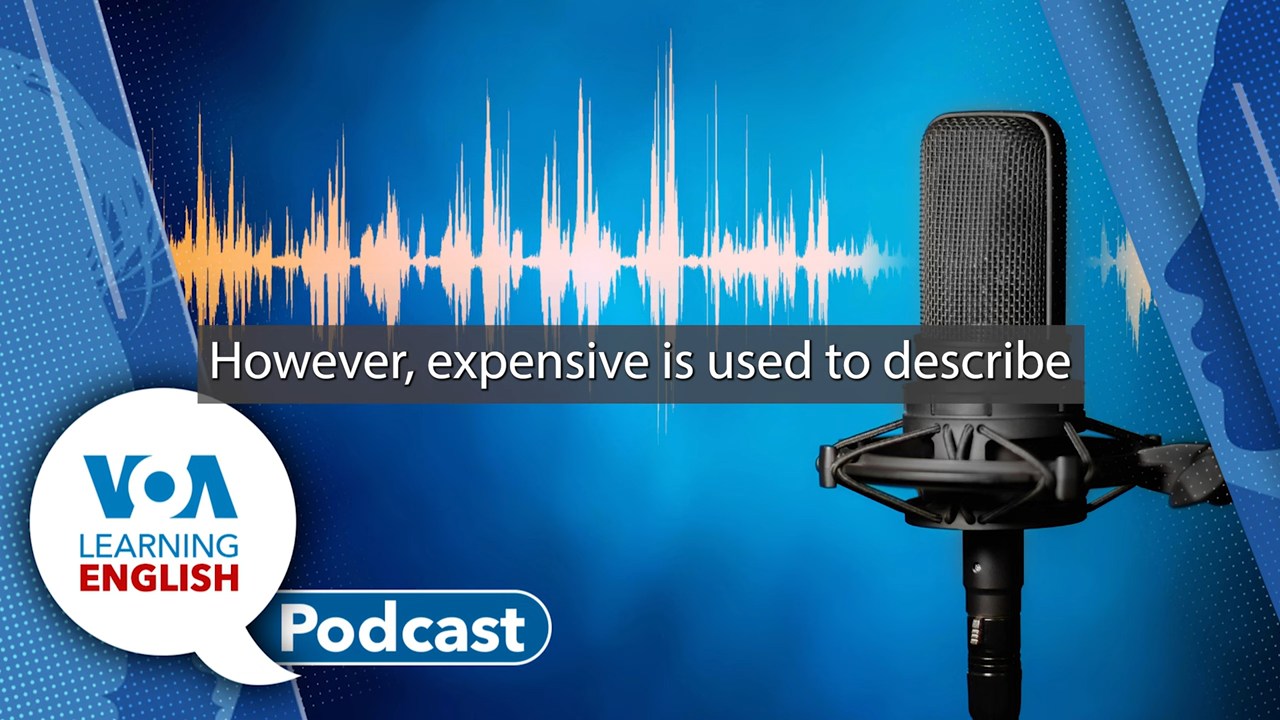 However, expensive is used to describe
VOA
LEARNING
ENGLISH
Podcast